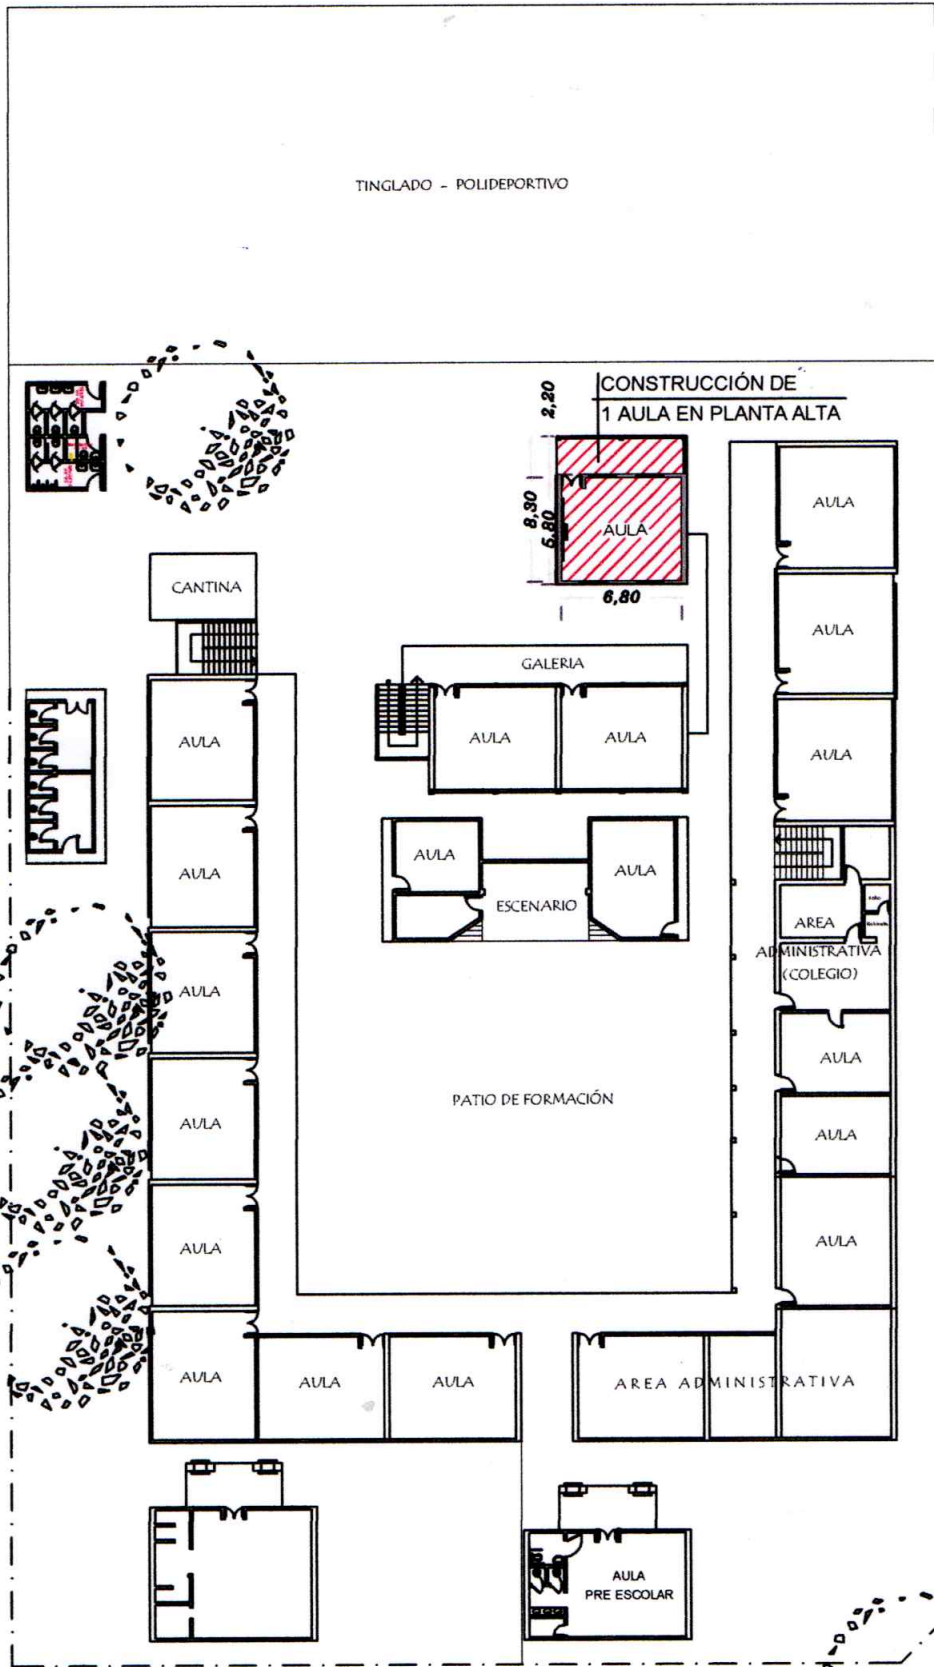 TINGLADO - POLIDEPORTIVO
CONSTRUCCIÓN DE
1 AULA EN PLANTA ALTA
2,20
8,30
5,80
AULA
6,80
AULA
CANTINA
AULA
GALERIA
AULA
AULA
AULA
AULA
AULA
AULA
AULA
ESCENARIO
AREA
ADMINISTRATIVA
(COLEGIO)
AULA
AULA
PATIO DE FORMACIÓN
AULA
AULA
AULA
AULA
AULA
AULA
AULA
AULA
AREA ADMINISTRATIVA
AULA
PRE ESCOLAR